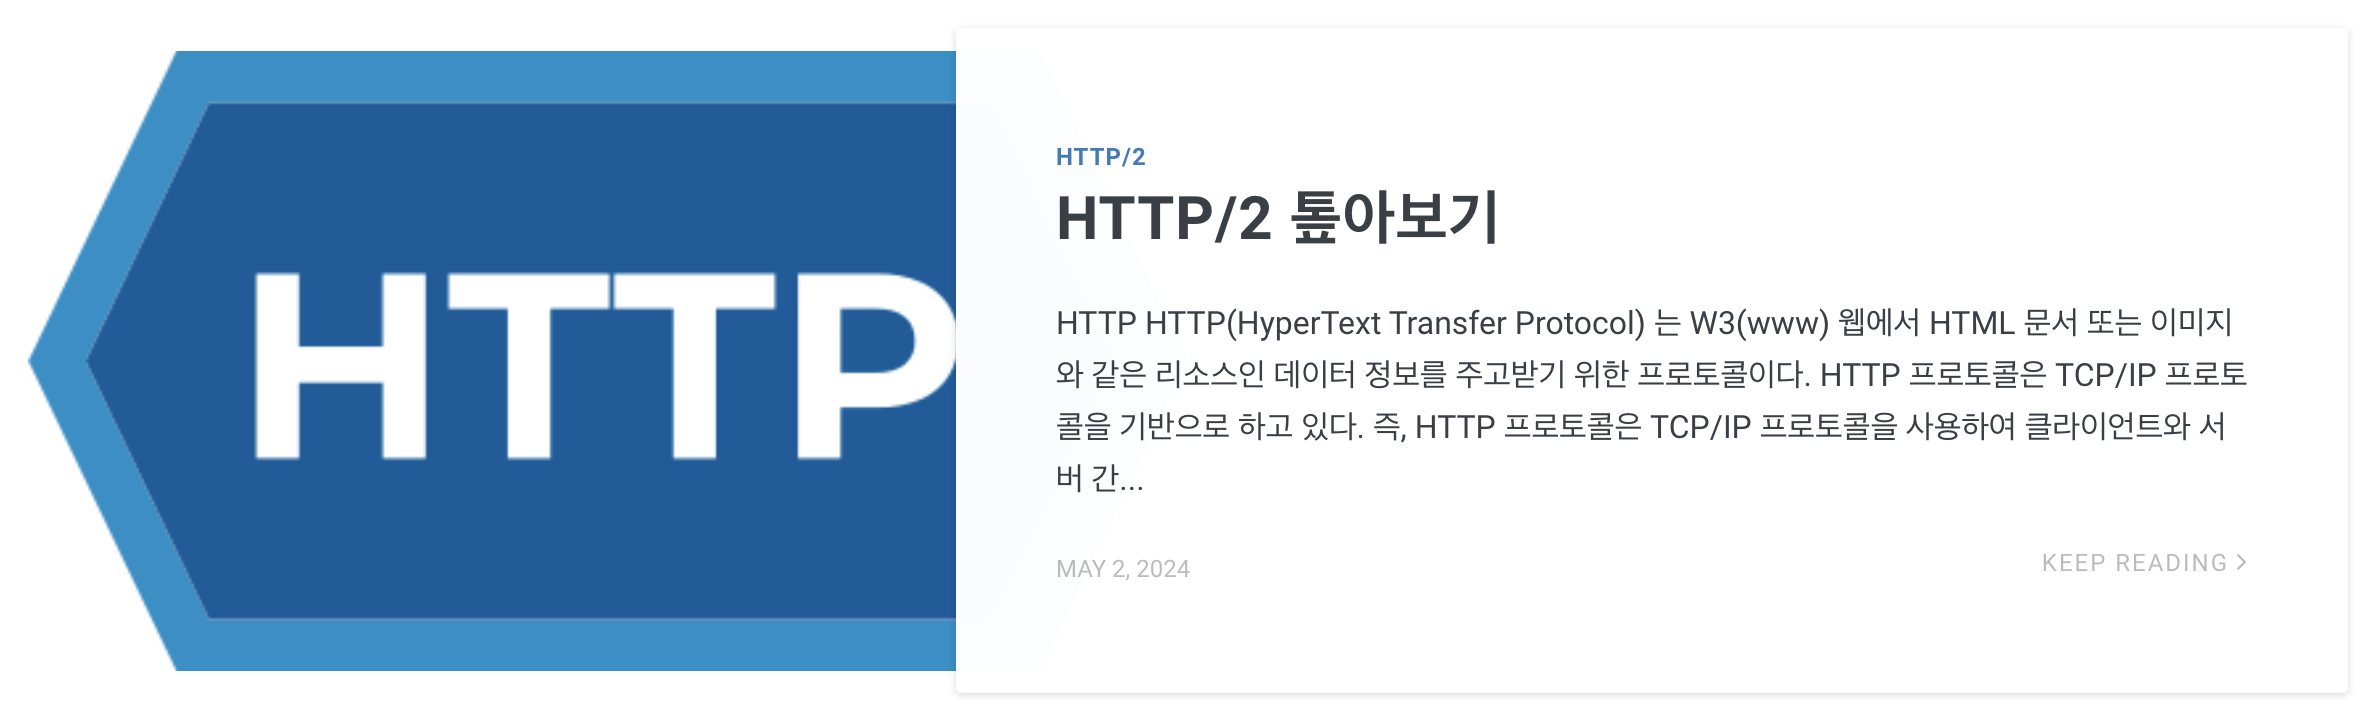 HTTP
HTTP/2
HTTP/2 톺아보기
HTTP HTTP(HyperText Transfer Protocol) 는 W3(www) 웹에서 HTML 문서 또는 이미지
와 같은 리소스인 데이터 정보를 주고받기 위한 프로토콜이다. HTTP 프로토콜은 TCP/IP 프로토
콜을 기반으로 하고 있다. 즉, HTTP 프로토콜은 TCP/IP 프로토콜을 사용하여 클라이언트와 서
버 간...
MAY 2, 2024
KEEP READING >